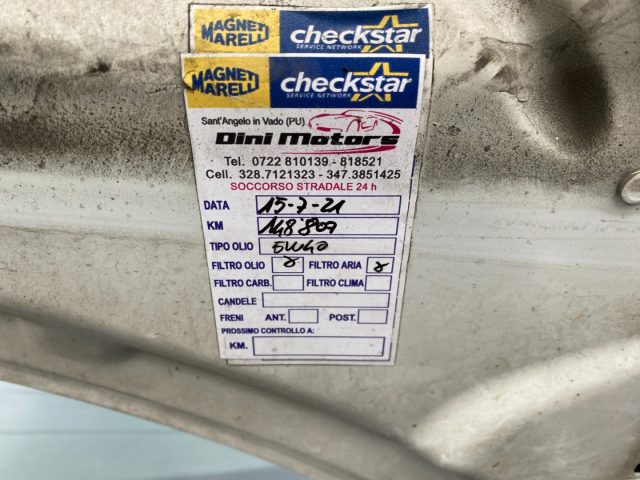 MAGNETI MARELLI checkstar
SERVICE NETWORK
MAGNETI MARELLI checkstar
SERVICE NETWORK
Sant'Angelo in Vado (PU)
Dini Motors
Tel. 0722 810139 - 818521
Cell. 328.7121323 - 347.3851425
SOCCORSO STRADALE 24 h
DATA 15-7-21
KM 148'809
TIPO OLIO 5W40
FILTRO OLIO FILTRO ARIA
FILTRO CARB. FILTRO CLIMA
CANDELE
FRENI ANT. POST.
PROSSIMO CONTROLLO A:
KM.